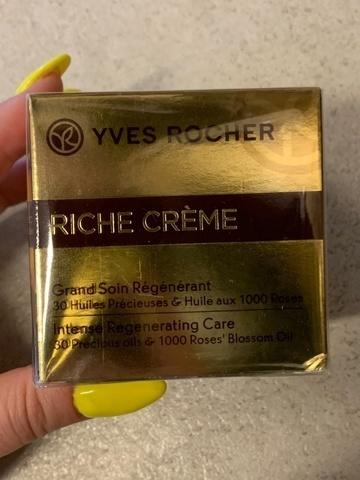 YVES ROCHER
RICHE CRÈME
Grand Soin Régénérant
30 Huiles Précieuses & Huile aux 1000 Roses
Intense Regenerating Care
30 Precious oils & 1000 Roses' Blossom Oil